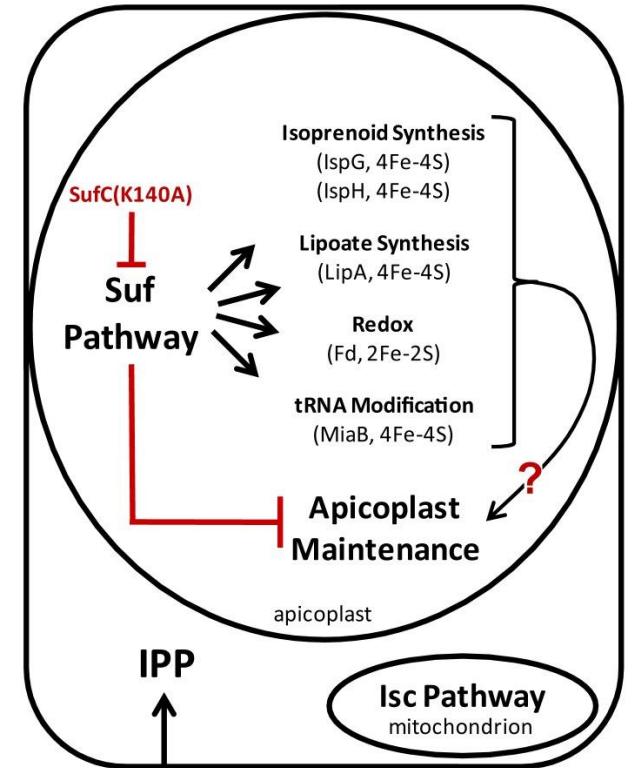 Isoprenoid Synthesis
(IspG, 4Fe-4S)
(IspH, 4Fe-4S)
SufC(K140A)
Lipoate Synthesis
(LipA, 4Fe-4S)
Suf
Pathway
Redox
(Fd, 2Fe-2S)
tRNA Modification
(MiaB, 4Fe-4S)
?
Apicoplast
Maintenance
apicoplast
IPP
Isc Pathway
mitochondrion